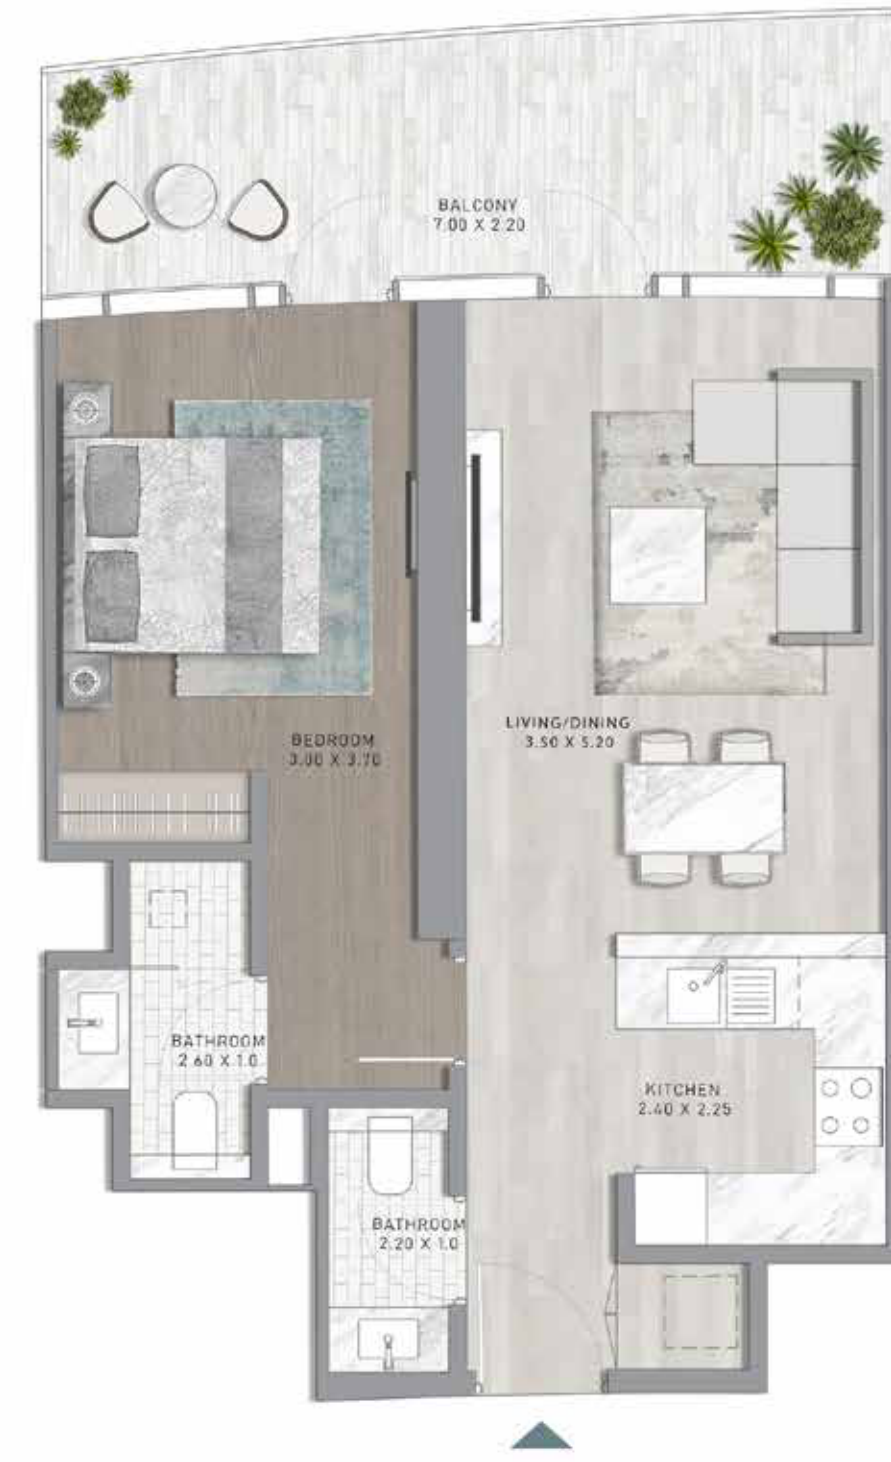 BALCONY
7.00 X 2.20
LIVING/DINING
3.50 X 5.20
BEDROOM
3.00 X 3.70
BATHROOM
2.60 X 1.0
KITCHEN
2.40 X 2.25
BATHROOM
2.20 X 1.0